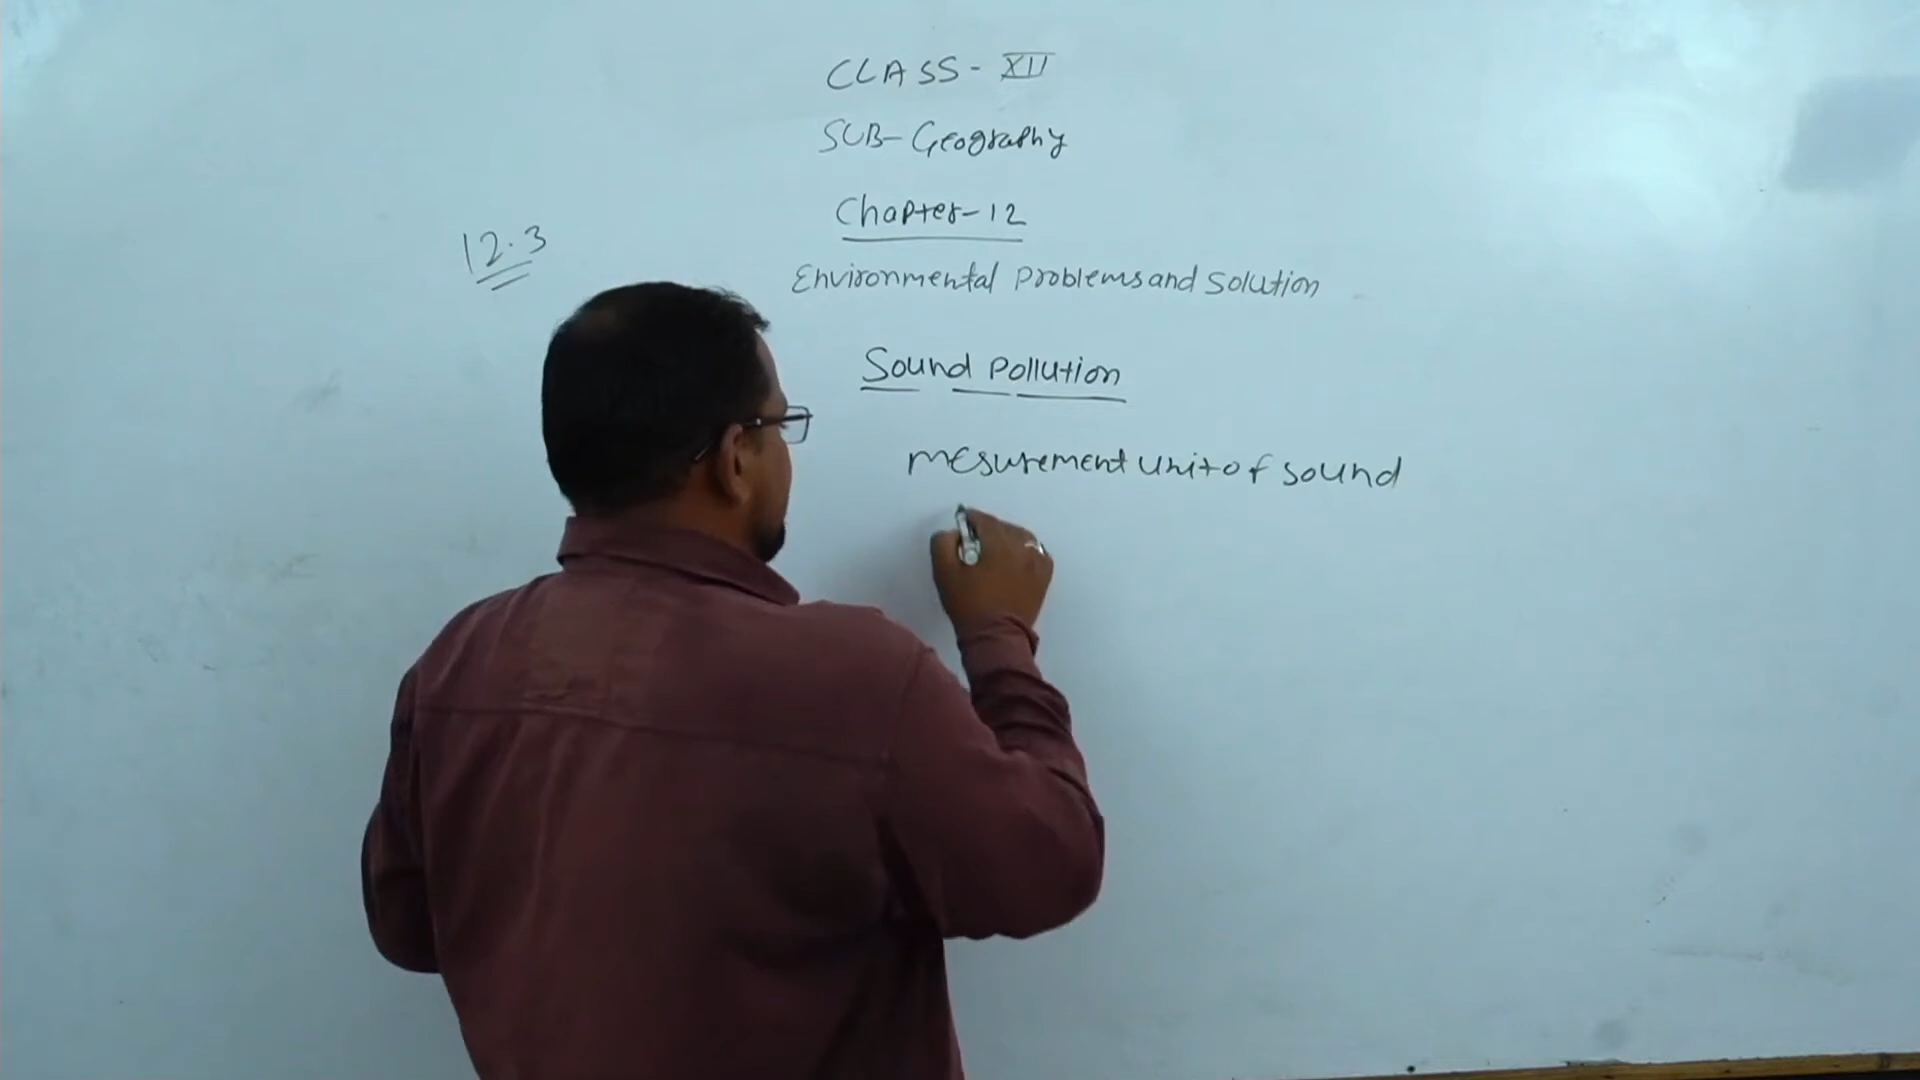 CLASS - XII
SUB- Geography
Chapter-12
12.3
Environmental Problems and Solution
Sound Pollution
mesurement unit of sound